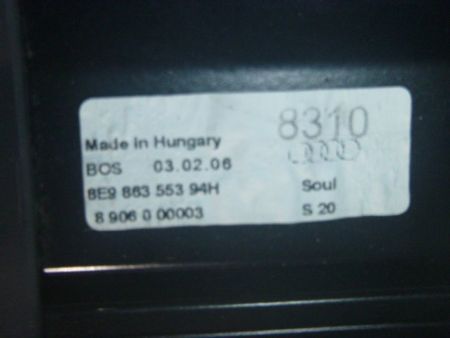 8310
Made in Hungary
BOS 03.02.06
8E9 863 553 94H Soul
8 906 0 00003 S 20